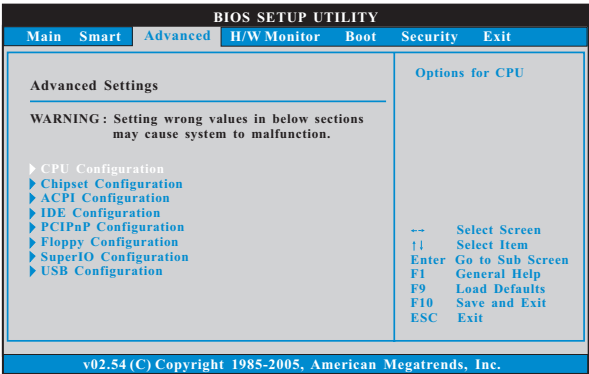 BIOS SETUP UTILITY
Main Smart Advanced H/W Monitor Boot Security Exit
Advanced Settings
WARNING : Setting wrong values in below sections
may cause system to malfunction.
CPU Configuration
Chipset Configuration
ACPI Configuration
IDE Configuration
PCIPnP Configuration
Floppy Configuration
SuperIO Configuration
USB Configuration
Options for CPU
←→ Select Screen
↑↓ Select Item
Enter Go to Sub Screen
F1 General Help
F9 Load Defaults
F10 Save and Exit
ESC Exit
v02.54 (C) Copyright 1985-2005, American Megatrends, Inc.